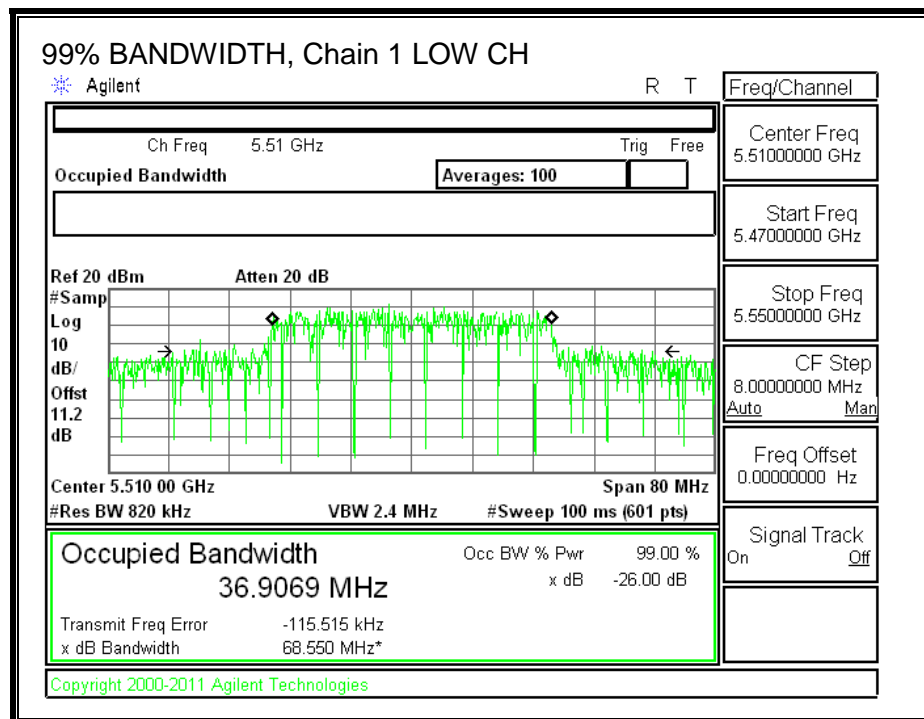 99% BANDWIDTH, Chain 1 LOW CH
Agilent R T
Freq/Channel
Ch Freq 5.51 GHz Trig Free
Occupied Bandwidth Averages: 100
Center Freq
5.51000000 GHz
Start Freq
5.47000000 GHz
Stop Freq
5.55000000 GHz
CF Step
8.00000000 MHz
Auto Man
Freq Offset
0.00000000 Hz
Signal Track
On Off
Ref 20 dBm Atten 20 dB
#Samp
Log
10
dB/
Offst
11.2
dB
Center 5.510 00 GHz Span 80 MHz
#Res BW 820 kHz VBW 2.4 MHz #Sweep 100 ms (601 pts)
Occupied Bandwidth Occ BW % Pwr 99.00 %
36.9069 MHz x dB -26.00 dB
Transmit Freq Error -115.515 kHz
x dB Bandwidth 68.550 MHz*
Copyright 2000-2011 Agilent Technologies